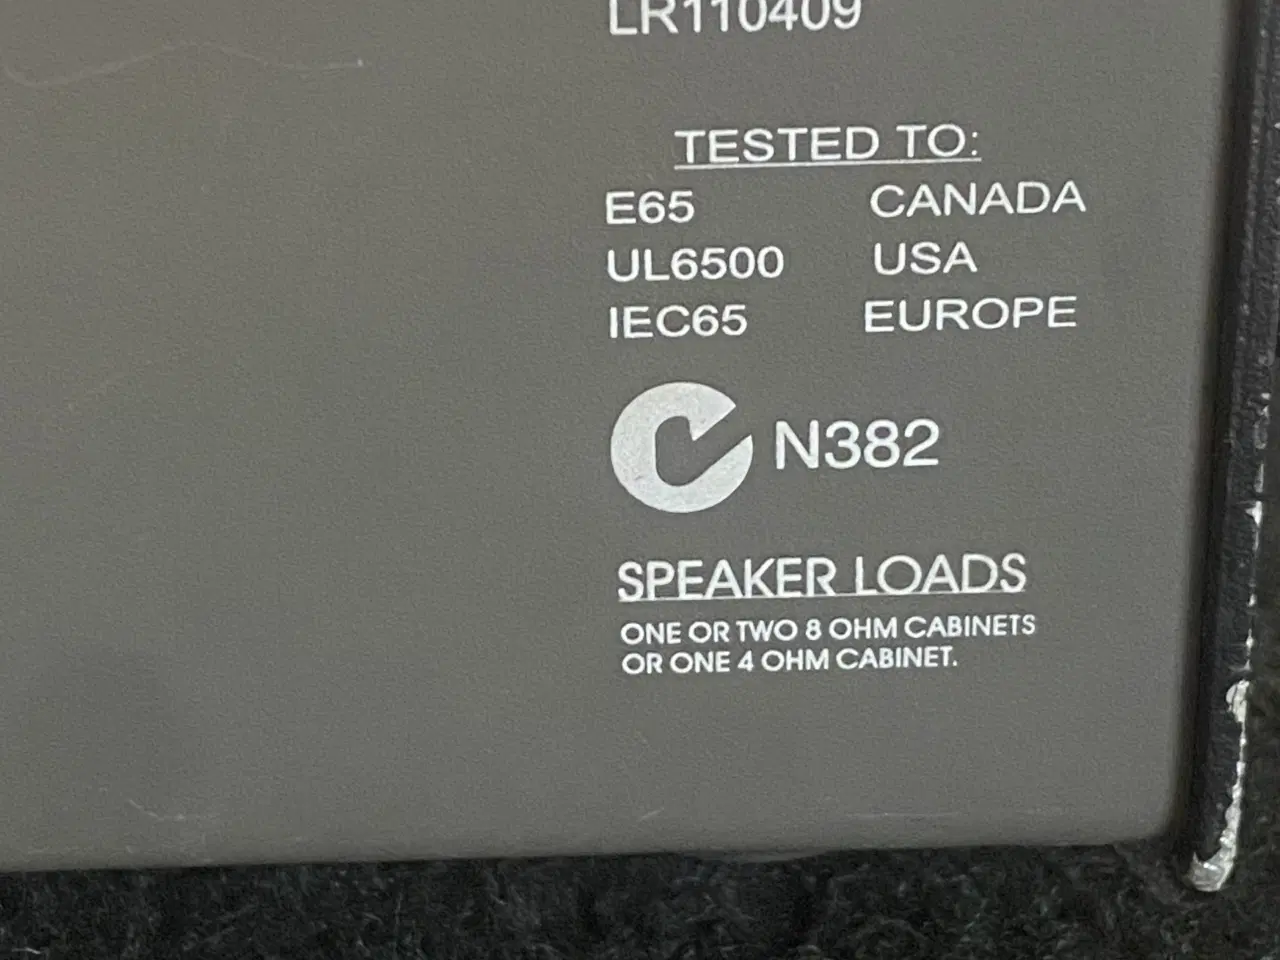 LR110409
TESTED TO:
E65 CANADA
UL6500 USA
IEC65 EUROPE
N382
SPEAKER LOADS
ONE OR TWO 8 OHM CABINETS
OR ONE 4 OHM CABINET.